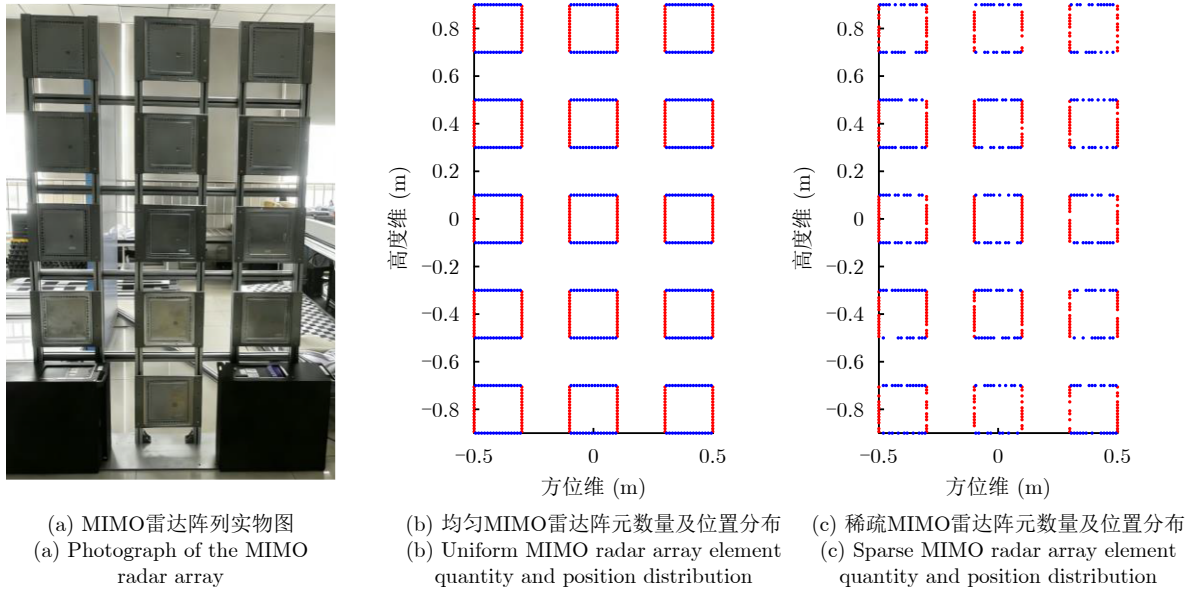 0.8
0.6
0.4
0.2
0
−0.2
−0.4
−0.6
−0.8
高度维 (m)
−0.5
0
0.5
方位维 (m)
0.8
0.6
0.4
0.2
0
−0.2
−0.4
−0.6
−0.8
高度维 (m)
−0.5
0
0.5
方位维 (m)
(a) MIMO雷达阵列实物图
(a) Photograph of the MIMO
radar array
(b) 均匀MIMO雷达阵元数量及位置分布
(b) Uniform MIMO radar array element
quantity and position distribution
(c) 稀疏MIMO雷达阵元数量及位置分布
(c) Sparse MIMO radar array element
quantity and position distribution